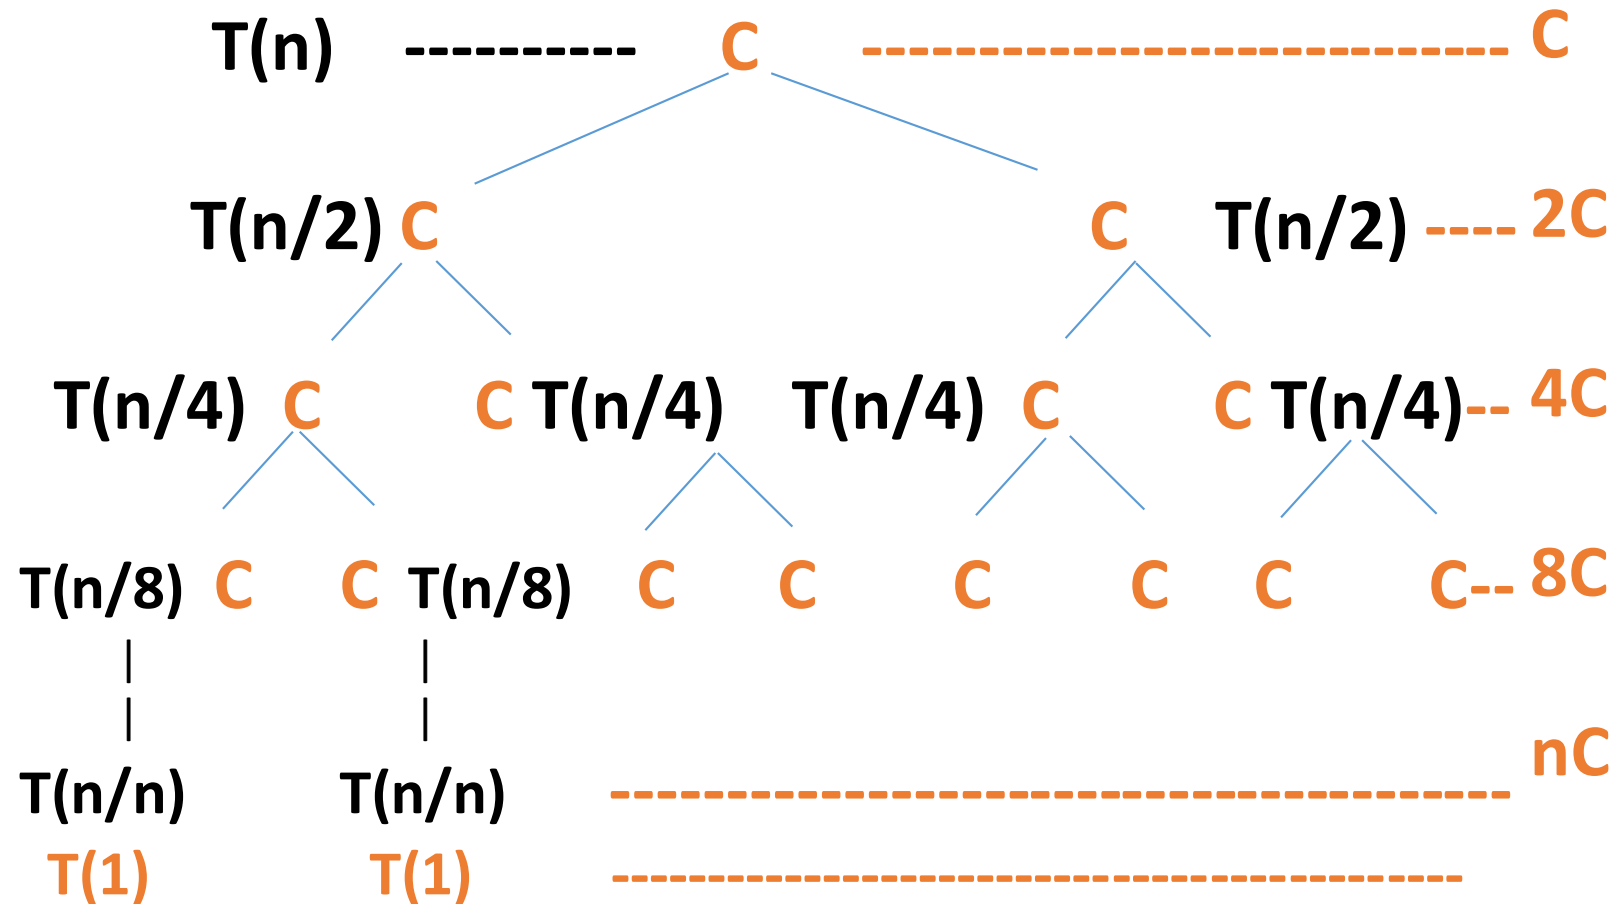 T(n) ---------- C ---------------------------- C
T(n/2) C C T(n/2) ---- 2C
T(n/4) C C T(n/4) T(n/4) C C T(n/4)-- 4C
T(n/8) C C T(n/8) C C C C C C-- 8C
| |
| |
T(n/n) T(n/n) --------------------------------------- nC
T(1) T(1) -------------------------------------